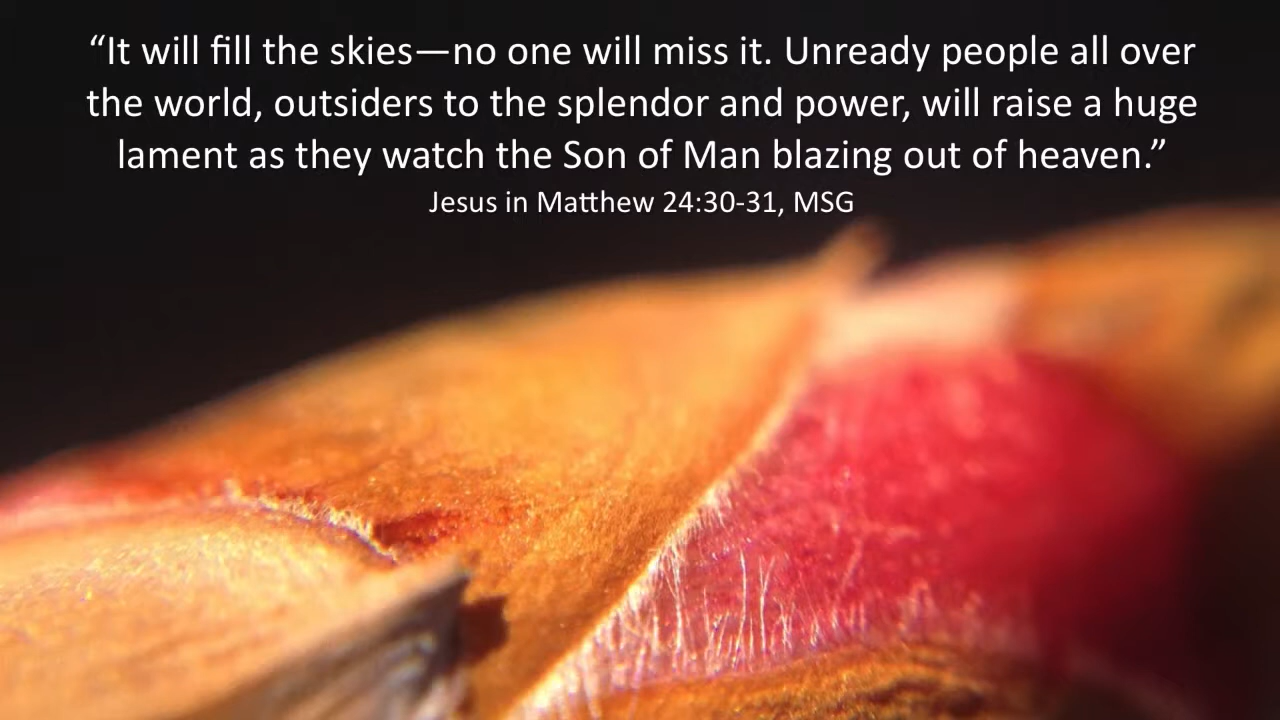 “It will fill the skies—no one will miss it. Unready people all over
the world, outsiders to the splendor and power, will raise a huge
lament as they watch the Son of Man blazing out of heaven.”
Jesus in Matthew 24:30-31, MSG